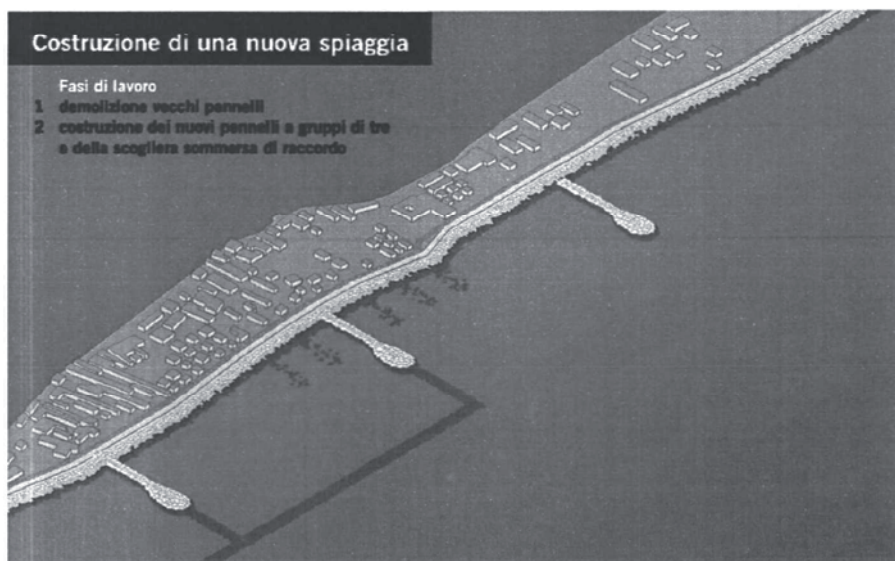 Costruzione di una nuova spiaggia
Fasi di lavoro
1 demolizione vecchi pennelli
2 costruzione dei nuovi pennelli a gruppi di tre
e della scogliera sommersa di raccordo